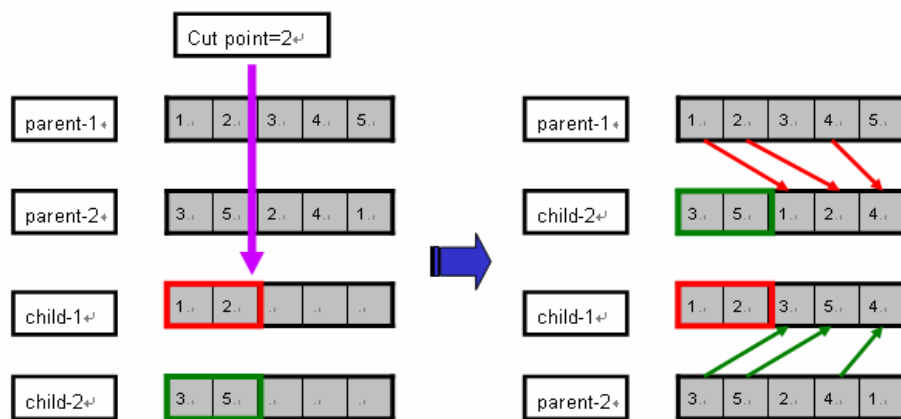 Cut point=2
parent-1
1 2 3 4 5
parent-2
3 5 2 4 1
child-1
1 2
child-2
3 5
parent-1
1 2 3 4 5
child-2
3 5 1 2 4
child-1
1 2 3 5 4
parent-2
3 5 2 4 1